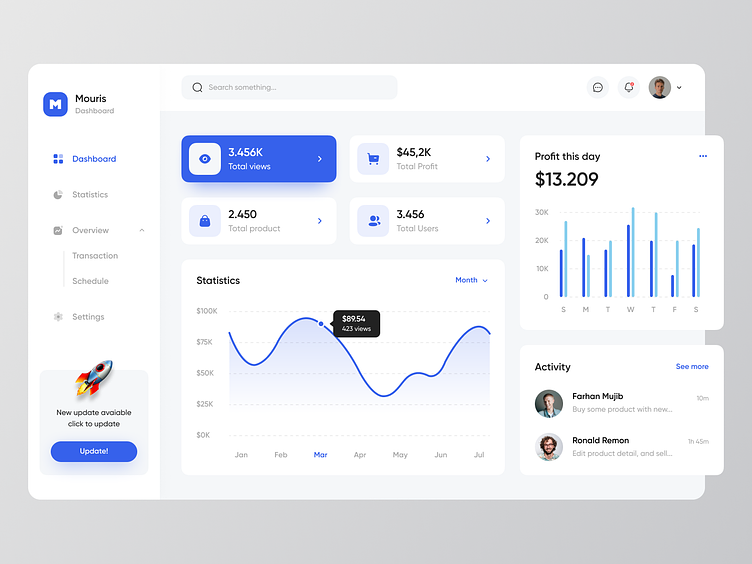 M
Mouris
Dashboard
Search something...
Dashboard
Statistics
Overview
Transaction
Schedule
Settings
New update avaiable
click to update
Update!
3.456K
Total views
$45,2K
Total Profit
2.450
Total product
3.456
Total Users
Statistics
Month
$100K
$75K
$50K
$25K
$0K
$89.54
423 views
Jan Feb Mar Apr May Jun Jul
Profit this day
$13.209
30K
20K
10K
0
S M T W T F S
Activity
See more
Farhan Mujib
10m
Buy some product with new...
Ronald Remon
1h 45m
Edit product detail, and sell...